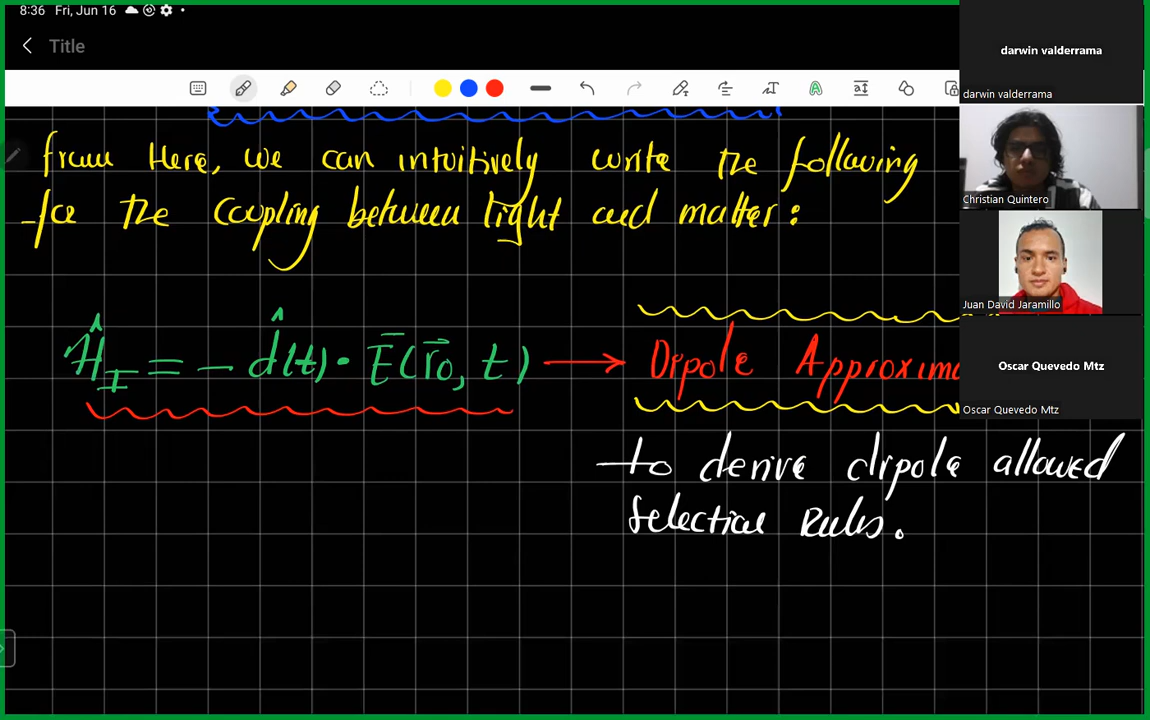 8:36 Fri, Jun 16
Title
from Here, we can intuitively write the following
for the coupling between light and matter:
Ĥ_I = - d̂(t) · E̅(r⃗0, t) → Dipole Approxima
to derive dipole allowed
Selection Rules.
darwin valderrama
darwin valderrama
Christian Quintero
Juan David Jaramillo
Oscar Quevedo Mtz
Oscar Quevedo Mtz